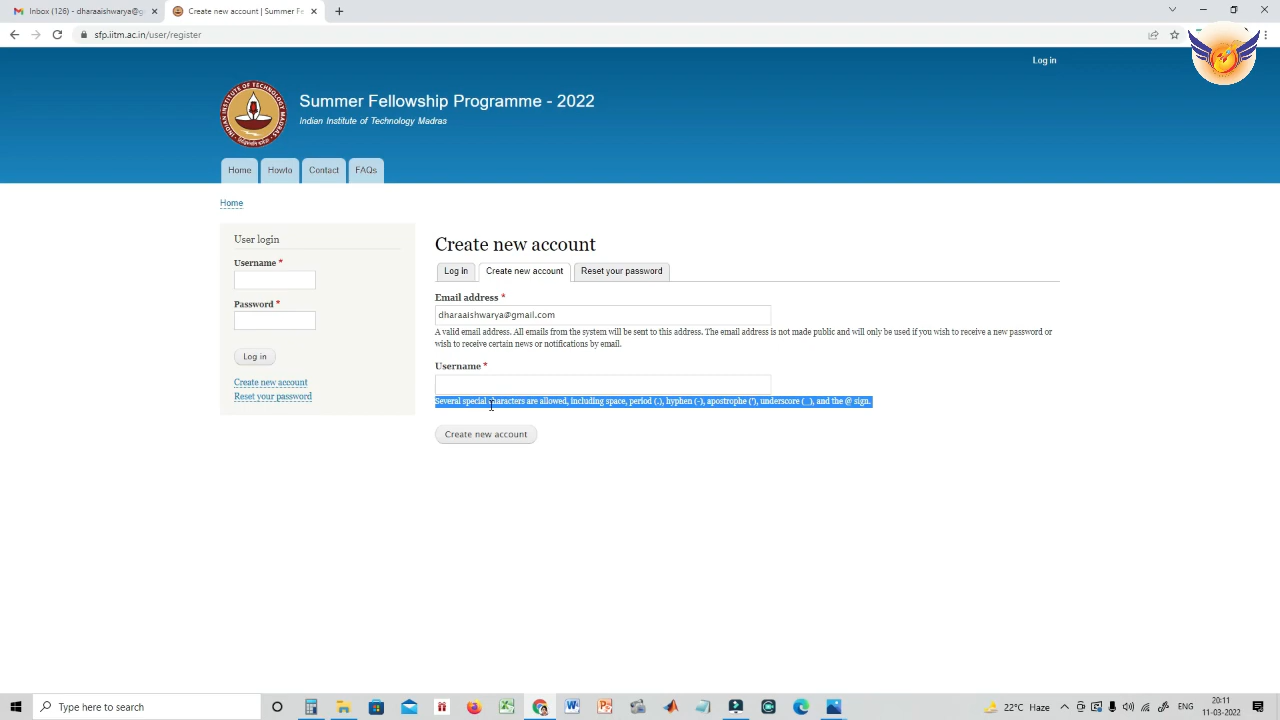 Inbox (126) - dharaaishwarya@g
Create new account | Summer Fe
sfp.iitm.ac.in/user/register
Log in
Summer Fellowship Programme - 2022
Indian Institute of Technology Madras
Home
Howto
Contact
FAQs
Home
User login
Username *
Password *
Log in
Create new account
Reset your password
Create new account
Log in
Create new account
Reset your password
Email address *
dharaaishwarya@gmail.com
A valid email address. All emails from the system will be sent to this address. The email address is not made public and will only be used if you wish to receive a new password or
wish to receive certain news or notifications by email.
Username *
Several special characters are allowed, including space, period (.), hyphen (-), apostrophe ('), underscore (_), and the @ sign.
Create new account
Type here to search
22°C Haze
ENG
20:11
11-03-2022